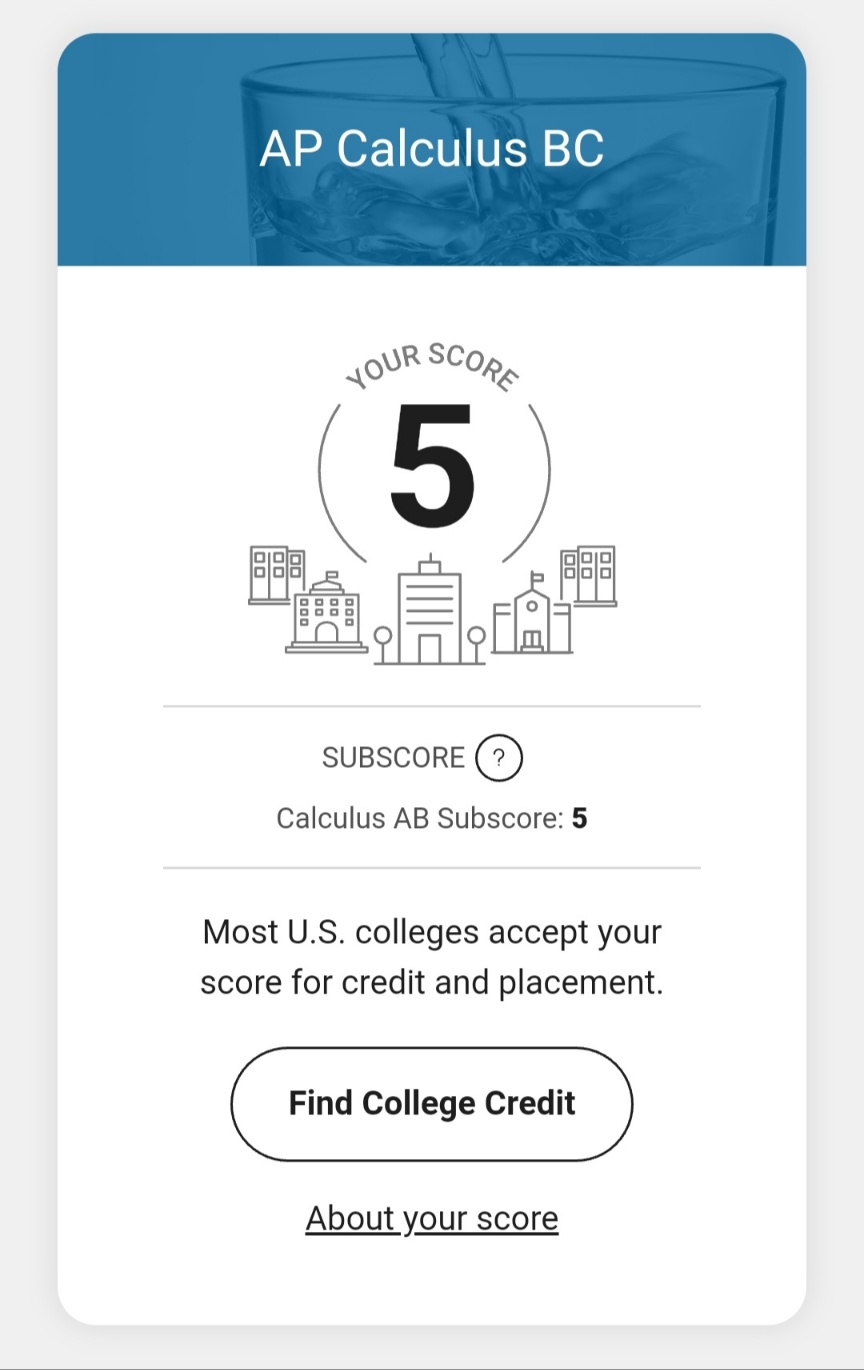 AP Calculus BC
YOUR SCORE
5
SUBSCORE ?
Calculus AB Subscore: 5
Most U.S. colleges accept your
score for credit and placement.
Find College Credit
About your score